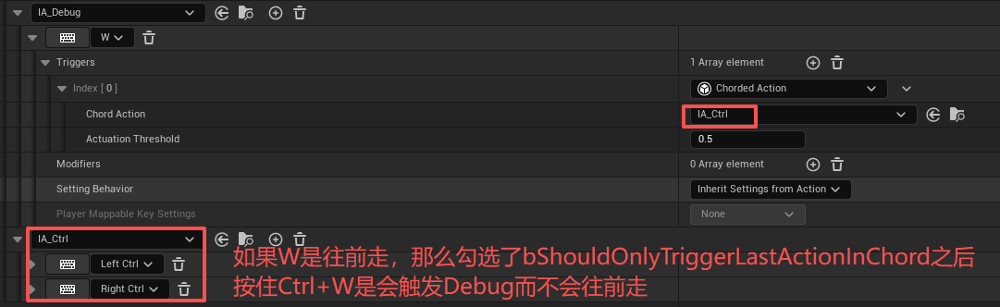 IA_Debug
W
Triggers
1 Array element
Index [ 0 ]
Chorded Action
Chord Action
IA_Ctrl
Actuation Threshold
0.5
Modifiers
0 Array element
Setting Behavior
Inherit Settings from Action
Player Mappable Key Settings
None
IA_Ctrl
Left Ctrl
Right Ctrl
如果W是往前走，那么勾选了bShouldOnlyTriggerLastActionInChord之后
按住Ctrl+W是会触发Debug而不会往前走